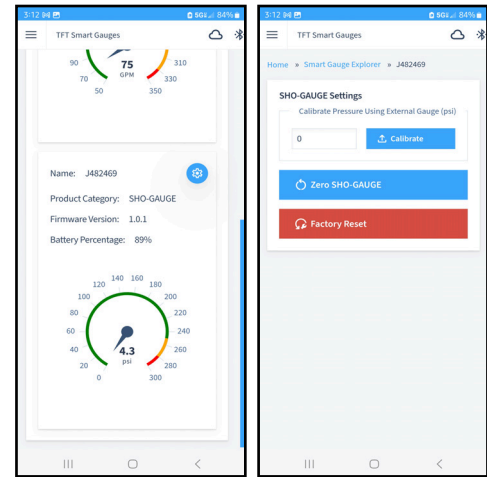 3:12
5G 84%
TFT Smart Gauges
90 75 310
70 GPM 330
50 350
Name: J482469
Product Category: SHO-GAUGE
Firmware Version: 1.0.1
Battery Percentage: 89%
140 160
120 180
100 200
80 220
60 240
40 4.3 260
20 psi 280
0 300
3:12
5G 84%
TFT Smart Gauges
Home » Smart Gauge Explorer » J482469
SHO-GAUGE Settings
Calibrate Pressure Using External Gauge (psi)
0 Calibrate
Zero SHO-GAUGE
Factory Reset